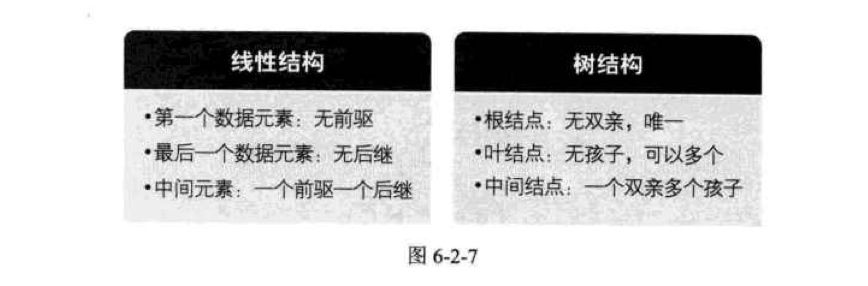 线性结构
•第一个数据元素：无前驱
•最后一个数据元素：无后继
•中间元素：一个前驱一个后继
树结构
•根结点：无双亲，唯一
•叶结点：无孩子，可以多个
•中间结点：一个双亲多个孩子
图 6-2-7